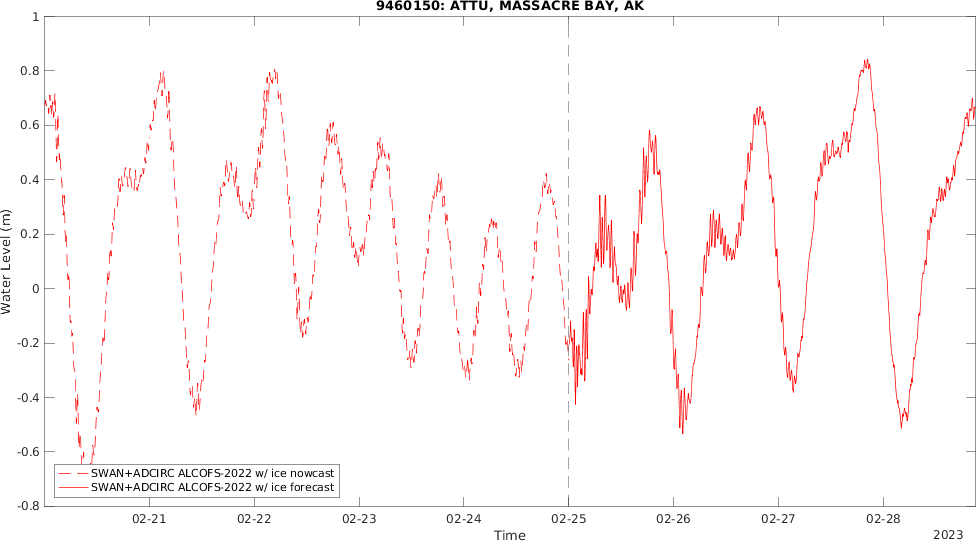 9460150: ATTU, MASSACRE BAY, AK
1
0.8
0.6
0.4
0.2
0
-0.2
-0.4
-0.6
-0.8
Water Level (m)
SWAN+ADCIRC ALCOFS-2022 w/ ice nowcast
SWAN+ADCIRC ALCOFS-2022 w/ ice forecast
02-21 02-22 02-23 02-24 02-25 02-26 02-27 02-28
Time
2023